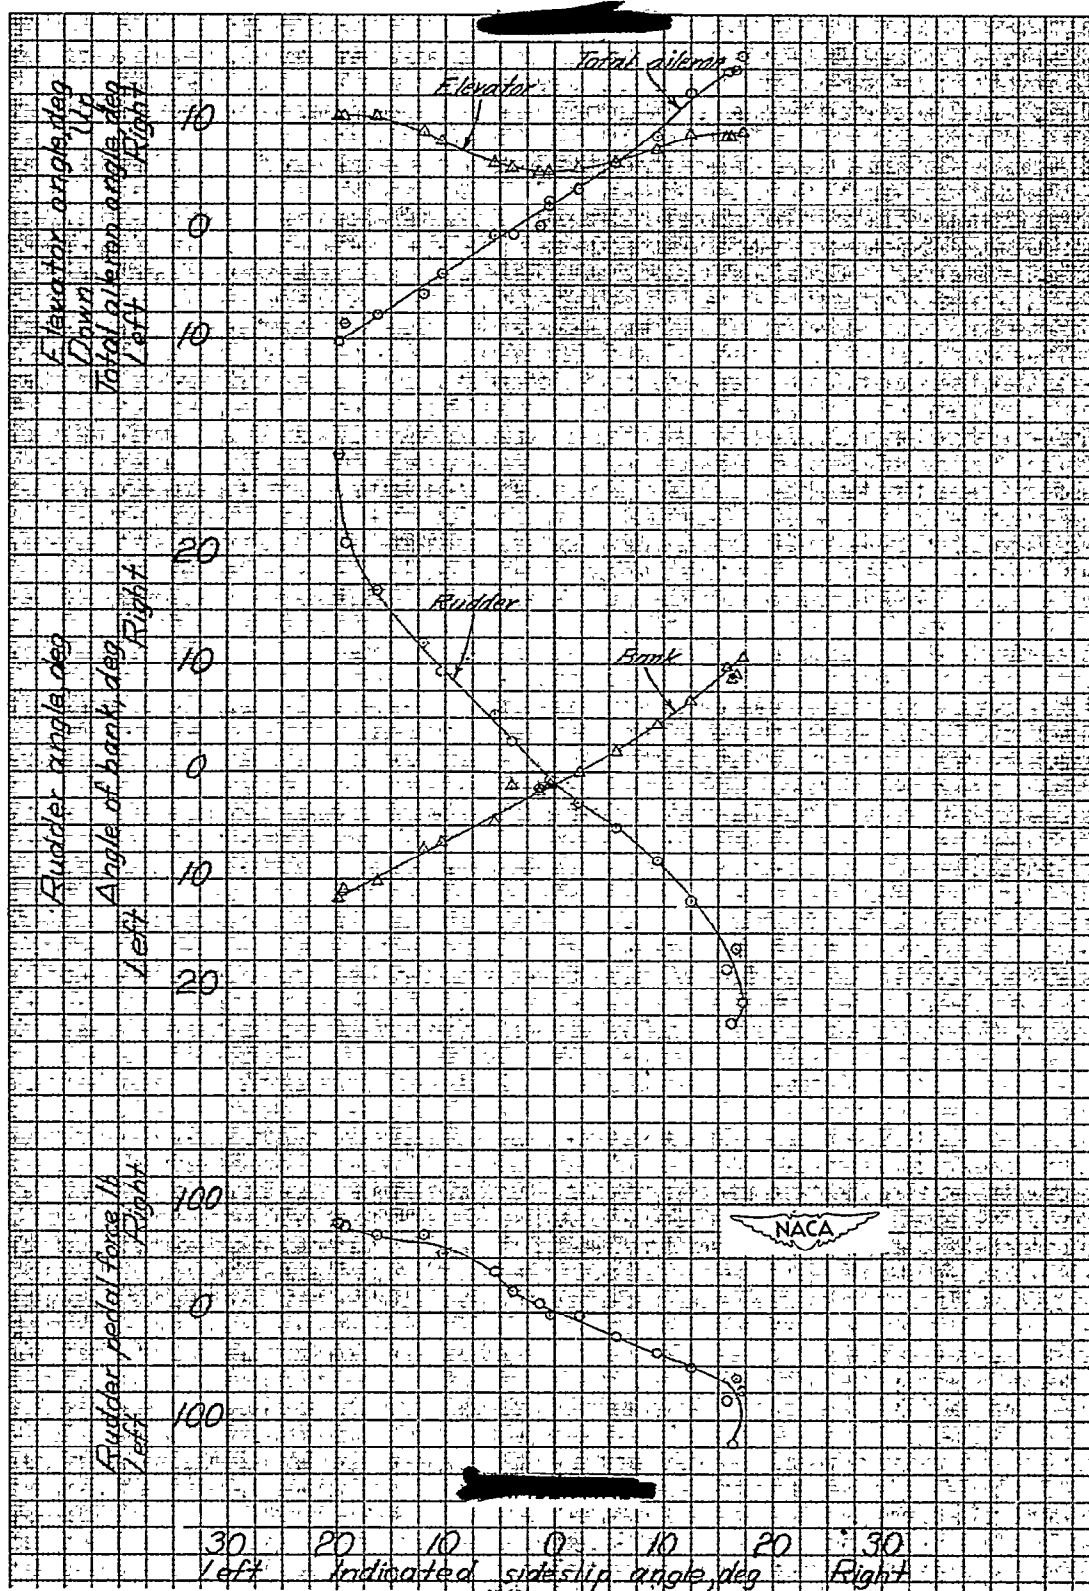 Elevator angle, deg
Down Up
Total aileron angle, deg
Left Right
10
0
10
Elevator
Total aileron
Rudder angle, deg
Angle of bank, deg
Left Right
20
10
0
10
20
Rudder
Bank
Rudder pedal force, lb
Left Right
100
0
100
NACA
30 20 10 0 10 20 30
Left Indicated sideslip angle, deg Right